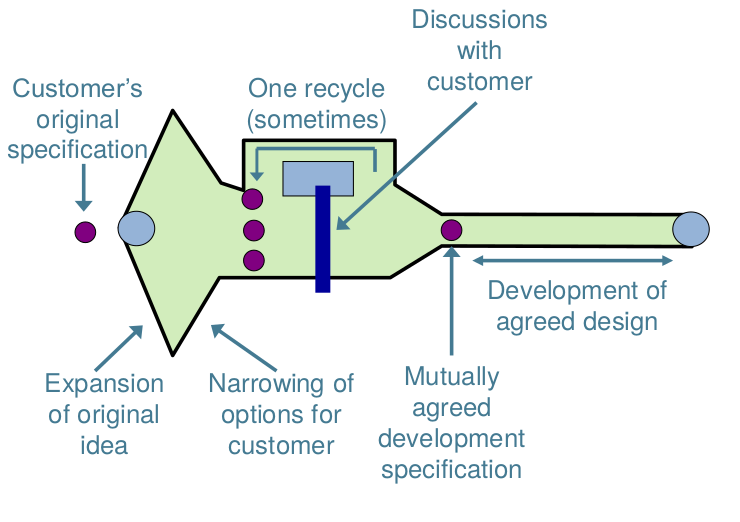 Discussions
with
customer
Customer’s
original
specification
One recycle
(sometimes)
Development of
agreed design
Expansion
of original
idea
Narrowing of
options for
customer
Mutually
agreed
development
specification